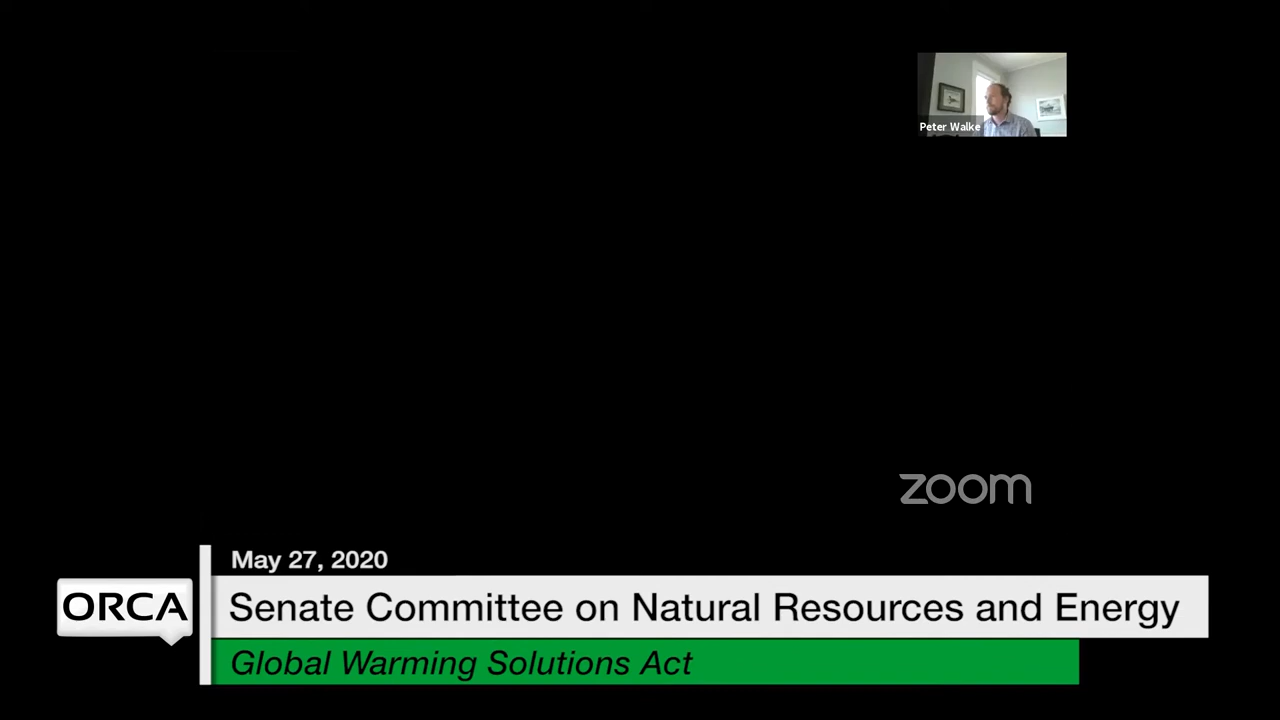 Peter Walke
zoom
May 27, 2020
ORCA
Senate Committee on Natural Resources and Energy
Global Warming Solutions Act